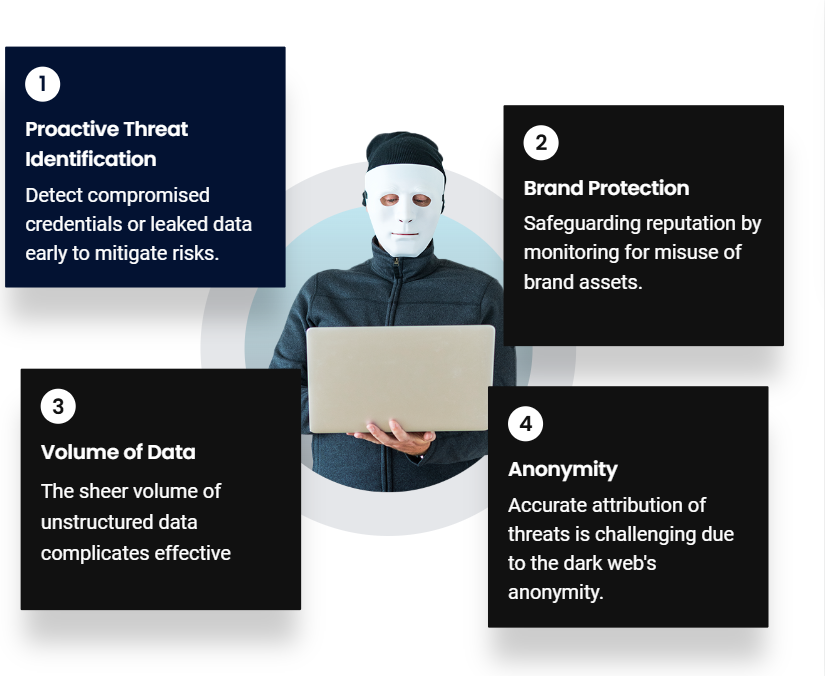 1
Proactive Threat
Identification
Detect compromised
credentials or leaked data
early to mitigate risks.
2
Brand Protection
Safeguarding reputation by
monitoring for misuse of
brand assets.
3
Volume of Data
The sheer volume of
unstructured data
complicates effective
4
Anonymity
Accurate attribution of
threats is challenging due
to the dark web's
anonymity.